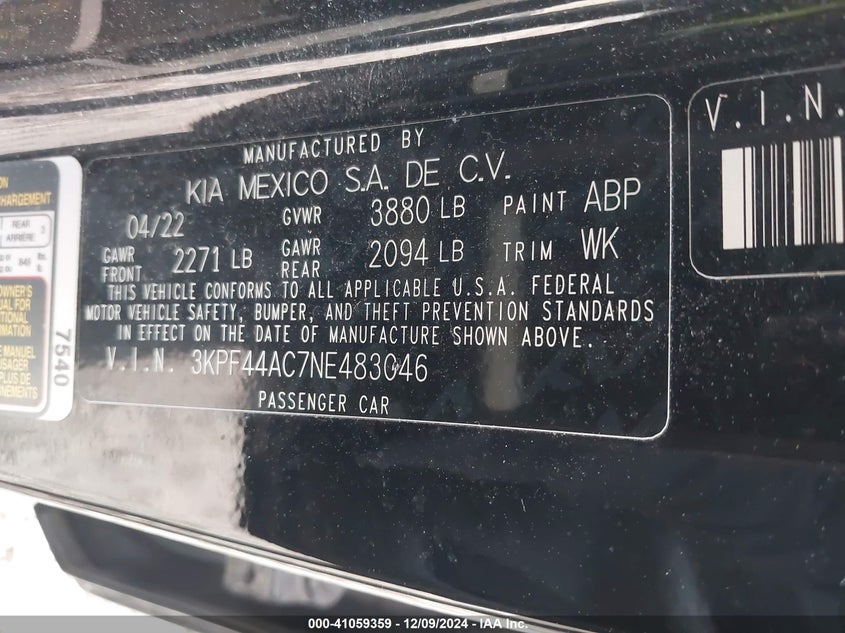 MANUFACTURED BY
KIA MEXICO S.A. DE C.V.
04/22 GVWR 3880 LB PAINT ABP
GAWR FRONT 2271 LB GAWR REAR 2094 LB TRIM WK
THIS VEHICLE CONFORMS TO ALL APPLICABLE U.S.A. FEDERAL
MOTOR VEHICLE SAFETY, BUMPER, AND THEFT PREVENTION STANDARDS
IN EFFECT ON THE DATE OF MANUFACTURE SHOWN ABOVE.
V.I.N. 3KPF44AC7NE483046
PASSENGER CAR
V.I.N.
CHARGEMENT
REAR 3
ARRIÈRE
7540
000-41059359 - 12/09/2024 - IAA Inc.